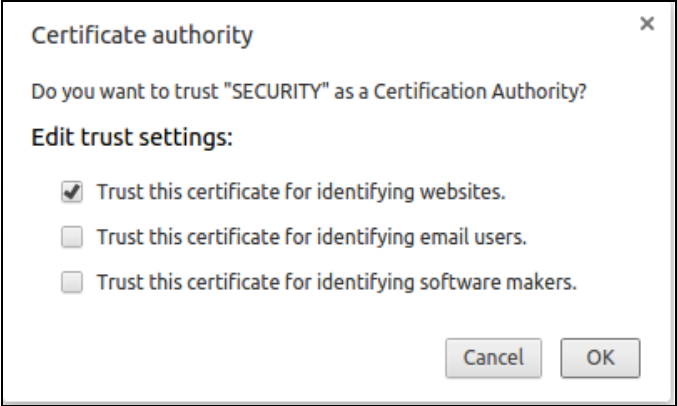 Certificate authority
Do you want to trust "SECURITY" as a Certification Authority?
Edit trust settings:
Trust this certificate for identifying websites.
Trust this certificate for identifying email users.
Trust this certificate for identifying software makers.
Cancel OK